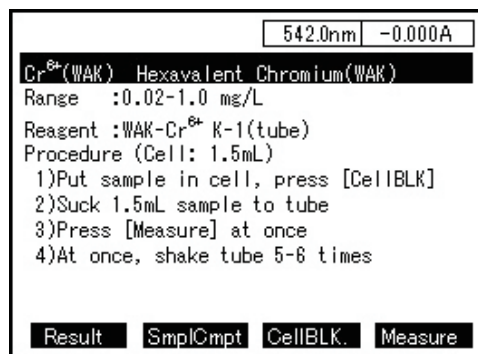 542.0nm -0.000A
Cr⁶⁺(WAK) Hexavalent Chromium(WAK)
Range :0.02-1.0 mg/L
Reagent :WAK-Cr⁶⁺ K-1(tube)
Procedure (Cell: 1.5mL)
1)Put sample in cell, press [CellBLK]
2)Suck 1.5mL sample to tube
3)Press [Measure] at once
4)At once, shake tube 5-6 times
Result SmplCmpt CellBLK. Measure